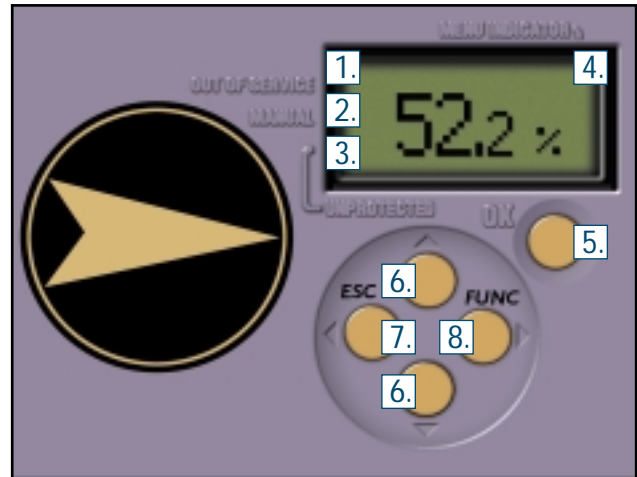 MENU INDICATOR
1.
4.
OUT OF SERVICE
2.
MANUAL
52.2 %
3.
UNPROTECTED
OK
5.
6.
ESC
FUNC
7.
8.
6.